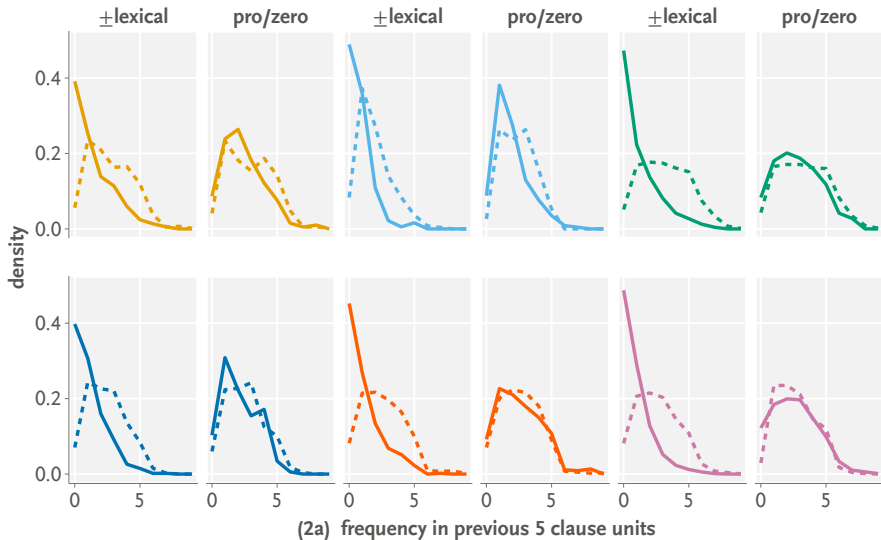 ±lexical pro/zero ±lexical pro/zero ±lexical pro/zero
0.4
0.2
0.0
density
0.4
0.2
0.0
0 5 0 5 0 5 0 5 0 5 0 5
(2a) frequency in previous 5 clause units